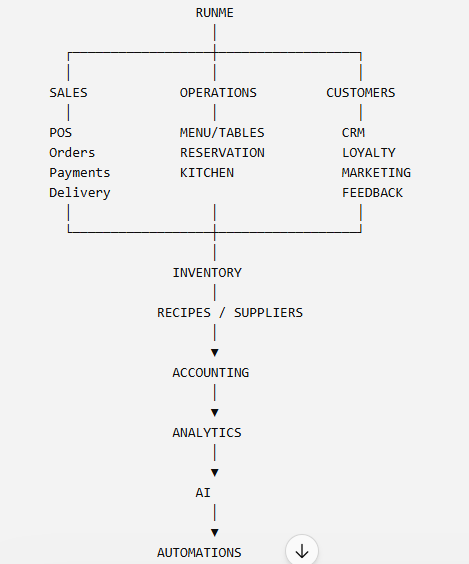 RUNME
SALES OPERATIONS CUSTOMERS
POS MENU/TABLES CRM
Orders RESERVATION LOYALTY
Payments KITCHEN MARKETING
Delivery FEEDBACK
INVENTORY
RECIPES / SUPPLIERS
ACCOUNTING
ANALYTICS
AI
AUTOMATIONS